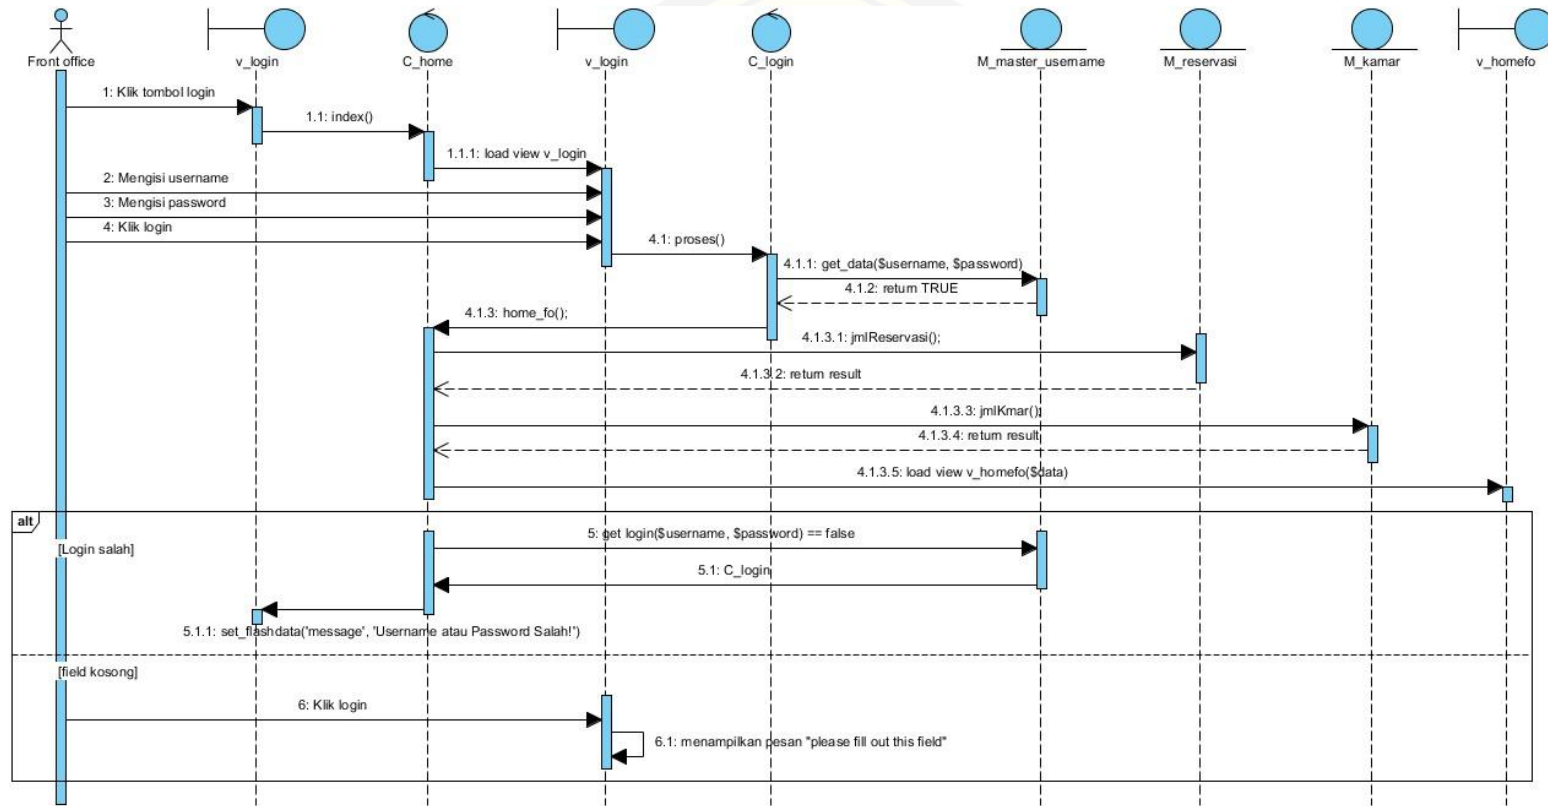 Front office
v_login
C_home
v_login
C_login
M_master_username
M_reservasi
M_kamar
v_homefo
1: Klik tombol login
1.1: index()
1.1.1: load view v_login
2: Mengisi username
3: Mengisi password
4: Klik login
4.1: proses()
4.1.1: get_data($username, $password)
4.1.2: return TRUE
4.1.3: home_fo();
4.1.3.1: jmlReservasi();
4.1.3.2: return result
4.1.3.3: jmlKmar();
4.1.3.4: return result
4.1.3.5: load view v_homefo($data)
alt
[Login salah]
5: get login($username, $password) == false
5.1: C_login
5.1.1: set_flashdata('message', 'Username atau Password Salah!')
[field kosong]
6: Klik login
6.1: menampilkan pesan "please fill out this field"